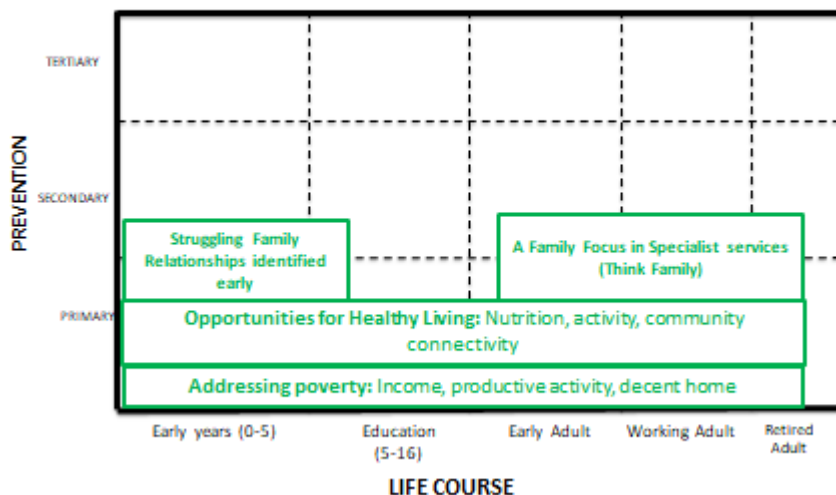 TERTIARY
PREVENTION
SECONDARY
Struggling Family
Relationships identified
early
A Family Focus in Specialist services
(Think Family)
PRIMARY
Opportunities for Healthy Living: Nutrition, activity, community
connectivity
Addressing poverty: Income, productive activity, decent home
Early years (0-5)
Education
(5-16)
Early Adult
Working Adult
Retired
Adult
LIFE COURSE